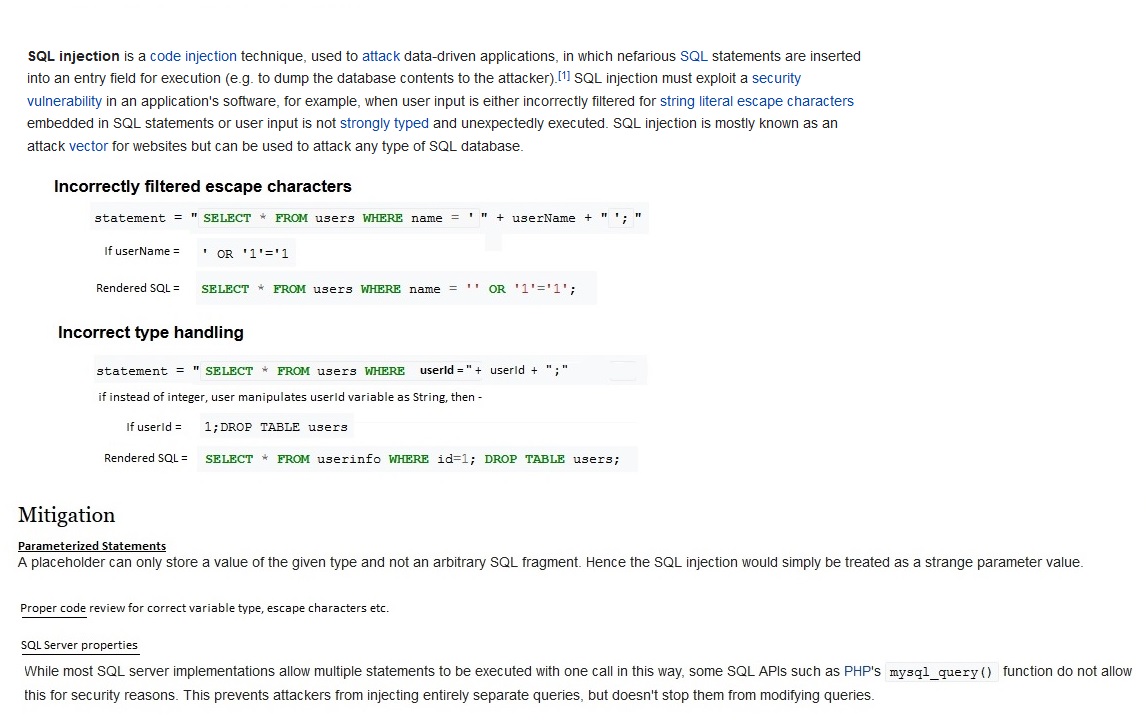 SQL injection is a code injection technique, used to attack data-driven applications, in which nefarious SQL statements are inserted
into an entry field for execution (e.g. to dump the database contents to the attacker).[1] SQL injection must exploit a security
vulnerability in an application's software, for example, when user input is either incorrectly filtered for string literal escape characters
embedded in SQL statements or user input is not strongly typed and unexpectedly executed. SQL injection is mostly known as an
attack vector for websites but can be used to attack any type of SQL database.
Incorrectly filtered escape characters
statement = " SELECT * FROM users WHERE name = ' " + userName + " '; "
If userName = ' OR '1'='1
Rendered SQL = SELECT * FROM users WHERE name = '' OR '1'='1';
Incorrect type handling
statement = " SELECT * FROM users WHERE userId = " + userId + ";"
if instead of integer, user manipulates userId variable as String, then -
If userId = 1;DROP TABLE users
Rendered SQL = SELECT * FROM userinfo WHERE id=1; DROP TABLE users;
Mitigation
Parameterized Statements
A placeholder can only store a value of the given type and not an arbitrary SQL fragment. Hence the SQL injection would simply be treated as a strange parameter value.
Proper code review for correct variable type, escape characters etc.
SQL Server properties
While most SQL server implementations allow multiple statements to be executed with one call in this way, some SQL APIs such as PHP's mysql_query() function do not allow
this for security reasons. This prevents attackers from injecting entirely separate queries, but doesn't stop them from modifying queries.